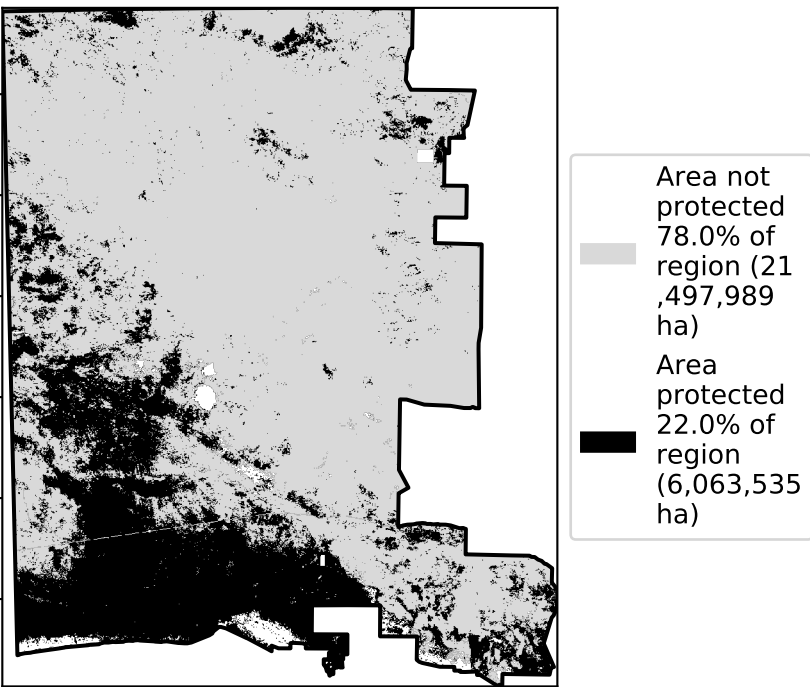 Area not
protected
78.0% of
region (21
,497,989
ha)
Area
protected
22.0% of
region
(6,063,535
ha)